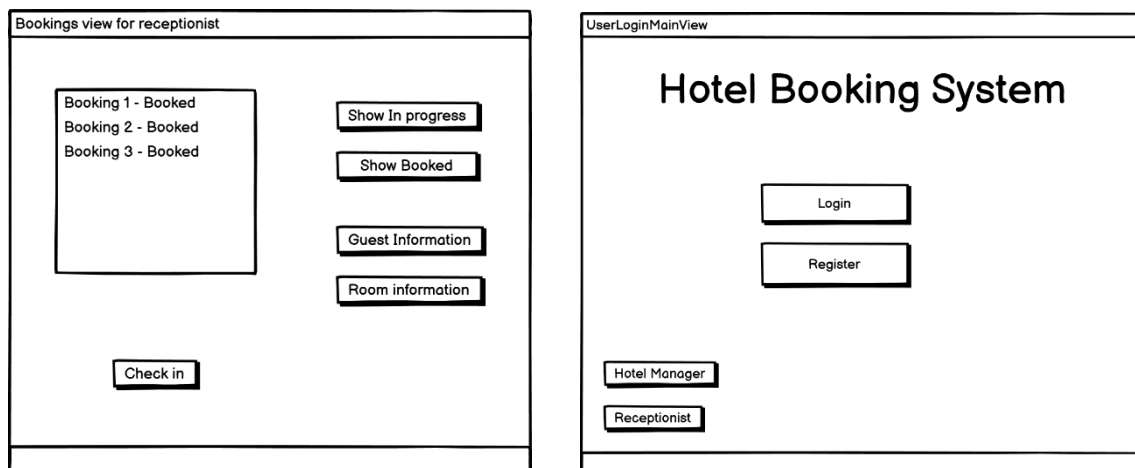 Bookings view for receptionist
Booking 1 - Booked
Booking 2 - Booked
Booking 3 - Booked
Show In progress
Show Booked
Guest Information
Room information
Check in
UserLoginMainView
Hotel Booking System
Login
Register
Hotel Manager
Receptionist